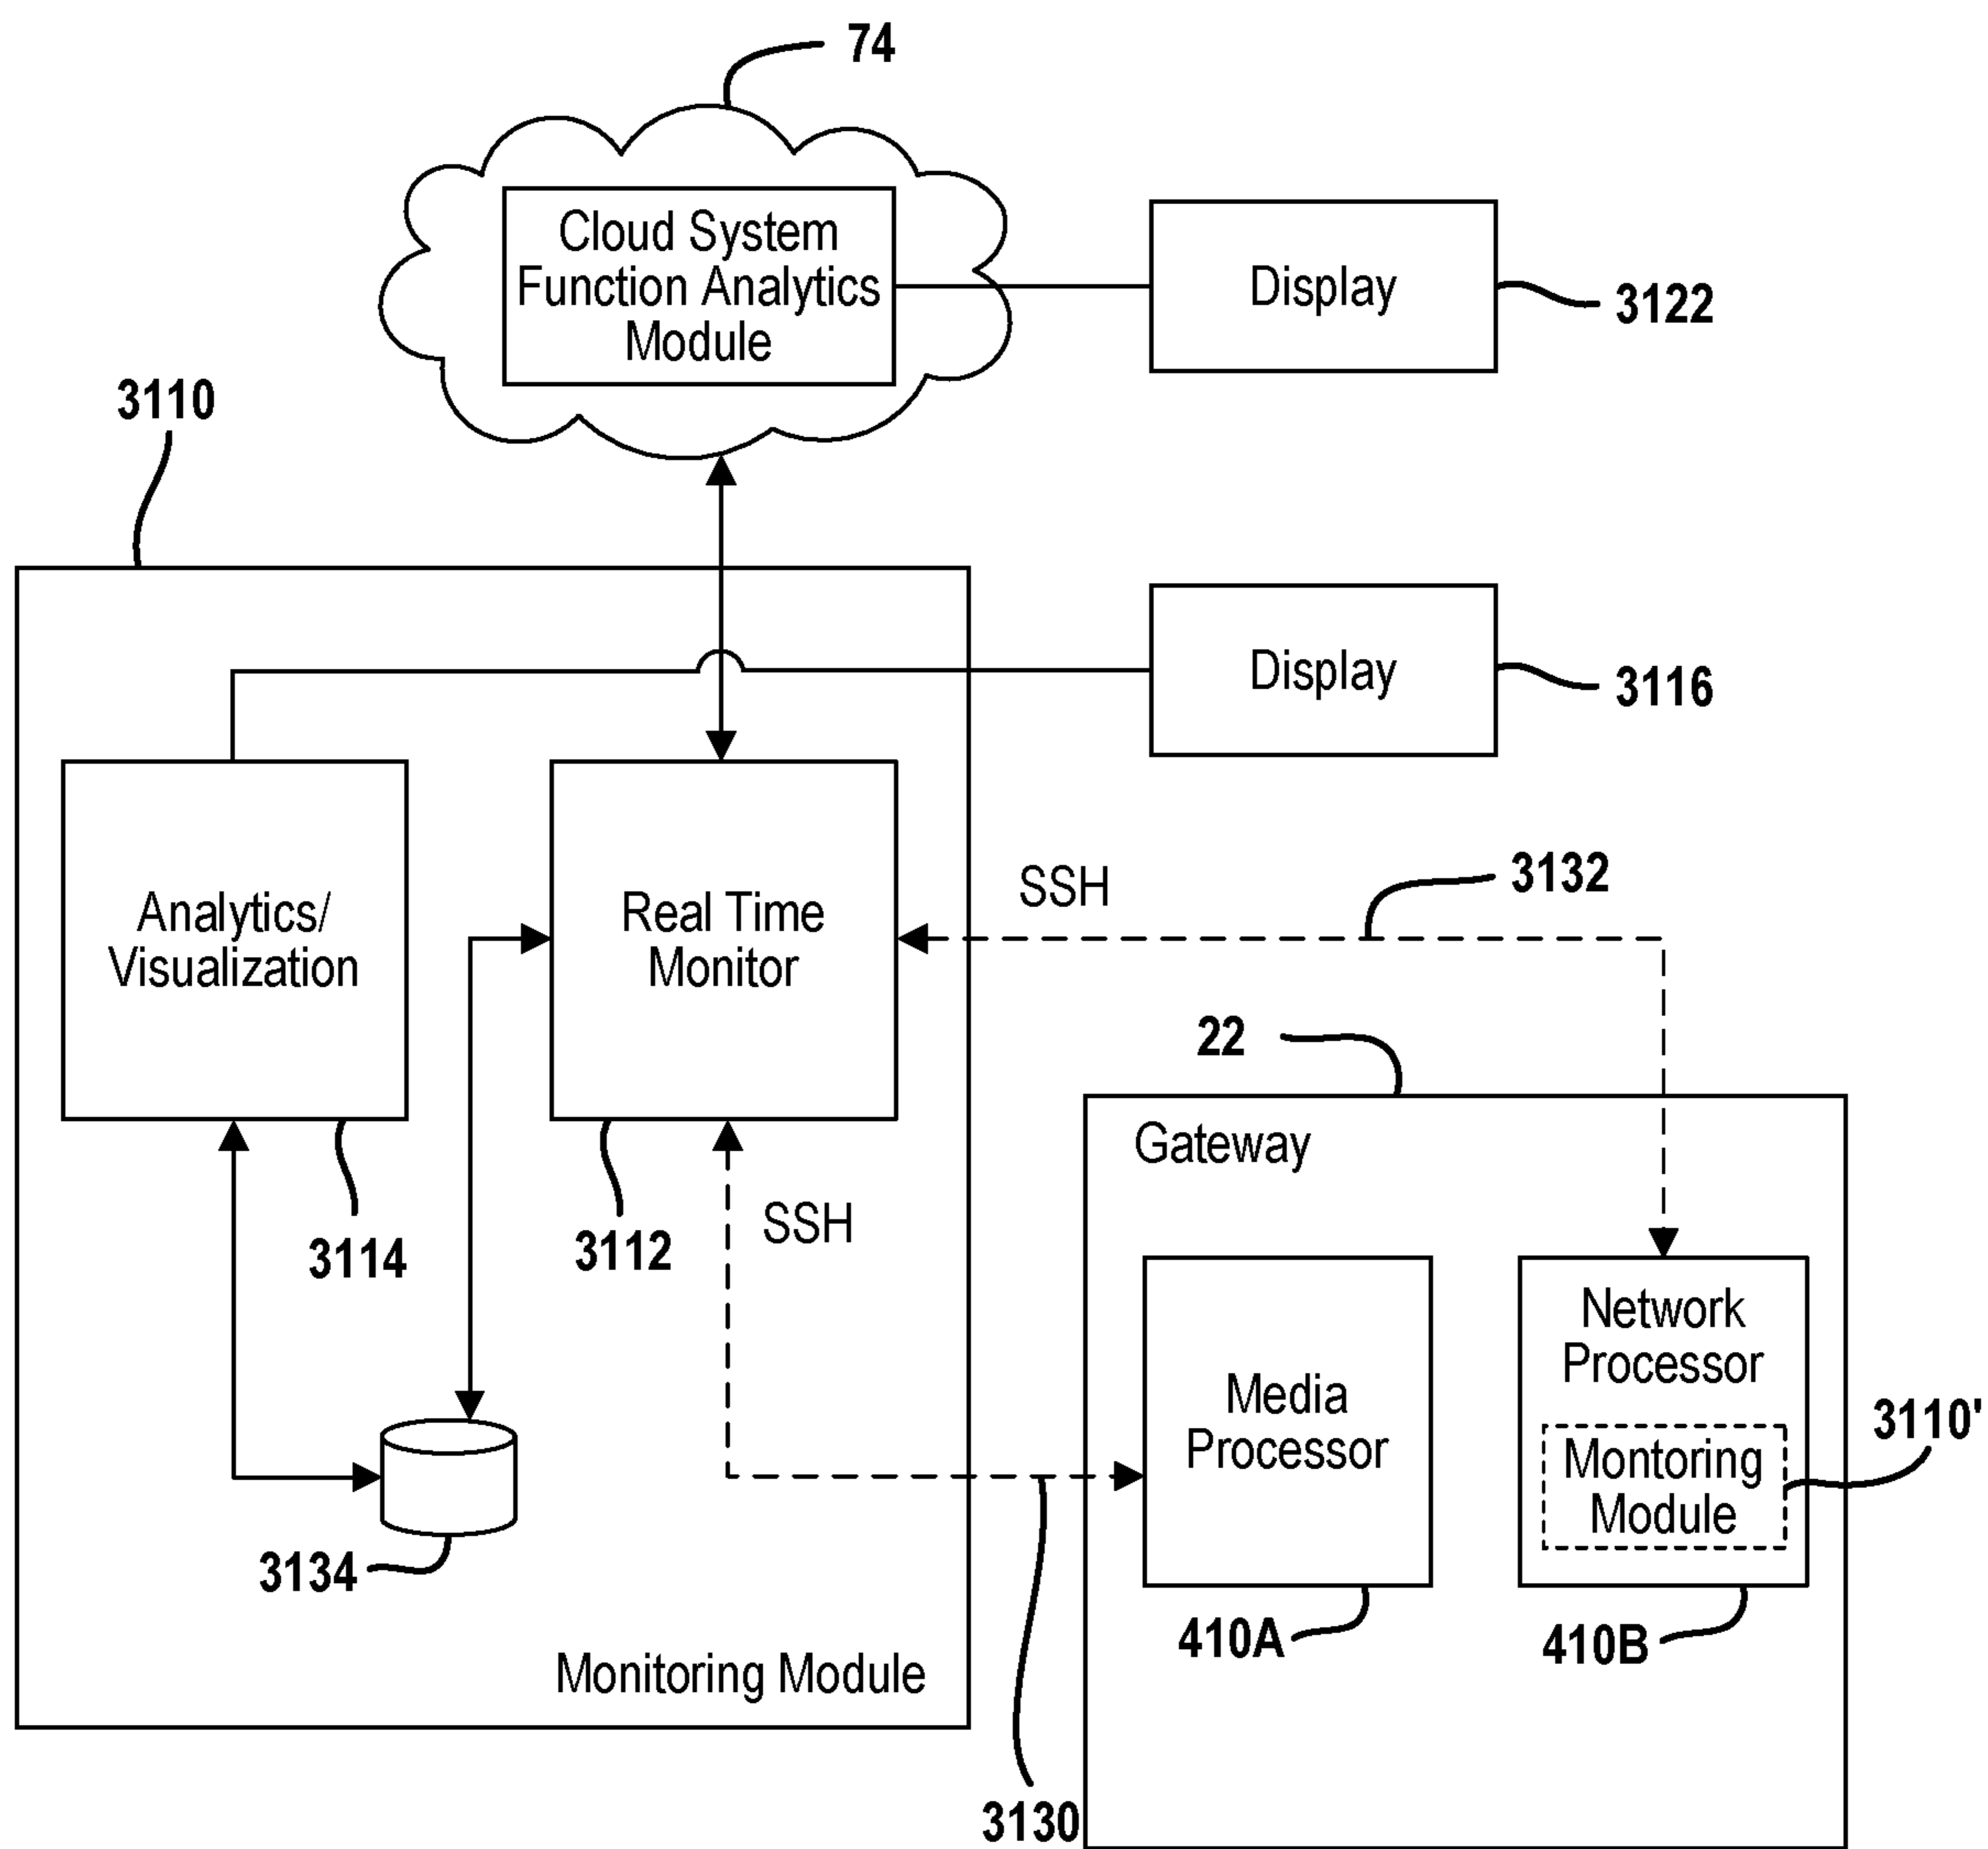 74
Cloud System
Function Analytics
Module
Display
3122
3110
Display
3116
Analytics/
Visualization
Real Time
Monitor
SSH
3132
22
Gateway
3114
3112
SSH
Media
Processor
Network
Processor
Montoring
Module
3110'
3134
410A
410B
Monitoring Module
3130